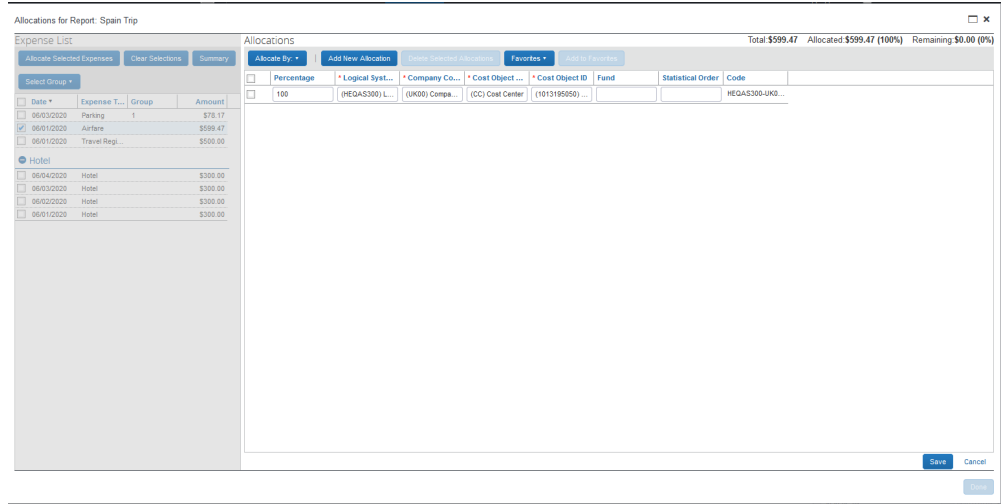 Allocations for Report: Spain Trip
Expense List
Allocate Selected Expenses Clear Selections Summary
Select Group
Date Expense T... Group Amount
06/03/2020 Parking 1 $78.17
06/01/2020 Airfare $599.47
06/01/2020 Travel Regi... $500.00
Hotel
06/04/2020 Hotel $300.00
06/03/2020 Hotel $300.00
06/02/2020 Hotel $300.00
06/01/2020 Hotel $300.00
Allocations Total:$599.47 Allocated:$599.47 (100%) Remaining:$0.00 (0%)
Allocate By: Add New Allocation Delete Selected Allocations Favorites Add to Favorites
Percentage * Logical Syst... * Company Co... * Cost Object ... * Cost Object ID Fund Statistical Order Code
100 (HEQAS300) L... (UK00) Compa... (CC) Cost Center (1013195050) ... HEQAS300-UK0...
Save Cancel
Done